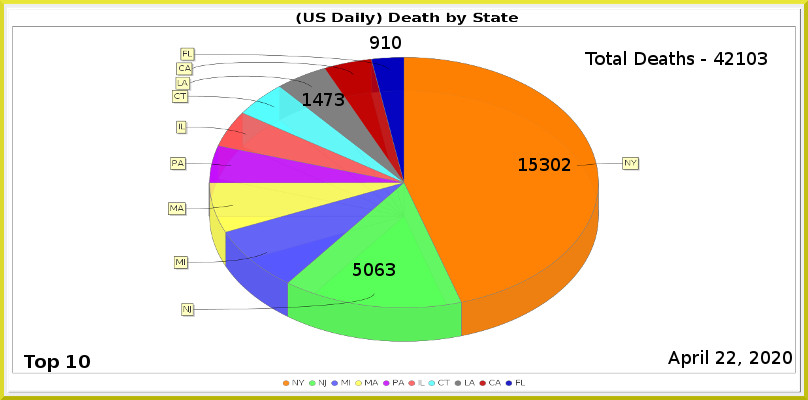 (US Daily) Death by State
910
Total Deaths - 42103
FL
CA
LA
CT
1473
IL
PA
15302
NY
MA
MI
5063
NJ
Top 10
April 22, 2020
NY NJ MI MA PA IL CT LA CA FL